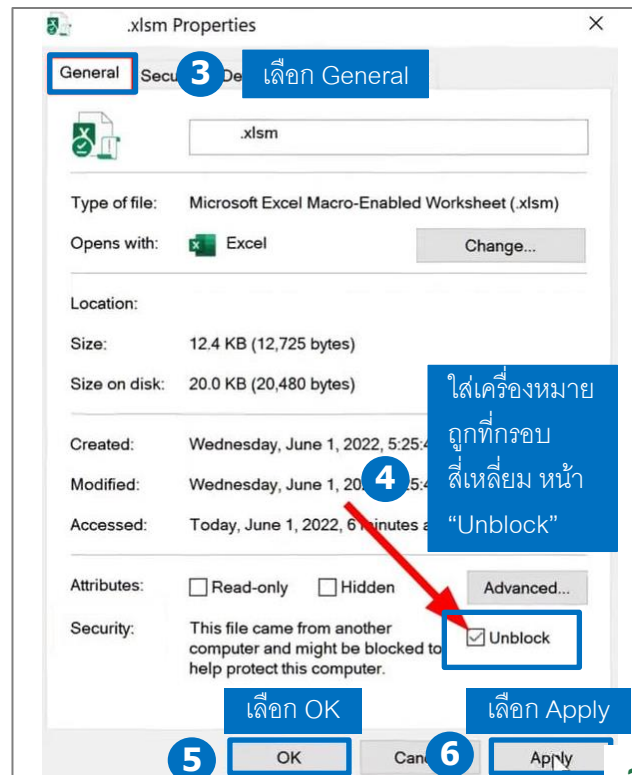 .xlsm Properties
General Secu 3 De เลือก General
.xlsm
Type of file: Microsoft Excel Macro-Enabled Worksheet (.xlsm)
Opens with: Excel Change...
Location:
Size: 12.4 KB (12,725 bytes)
Size on disk: 20.0 KB (20,480 bytes)
ใส่เครื่องหมาย
ถูกที่กรอบ
สี่เหลี่ยม หน้า
“Unblock”
Created: Wednesday, June 1, 2022, 5:25:4
4
Modified: Wednesday, June 1, 20 5:4
Accessed: Today, June 1, 2022, 6 minutes a
Attributes: Read-only Hidden Advanced...
Security: This file came from another
computer and might be blocked to
help protect this computer.
Unblock
เลือก OK เลือก Apply
5 OK Can 6 Apply